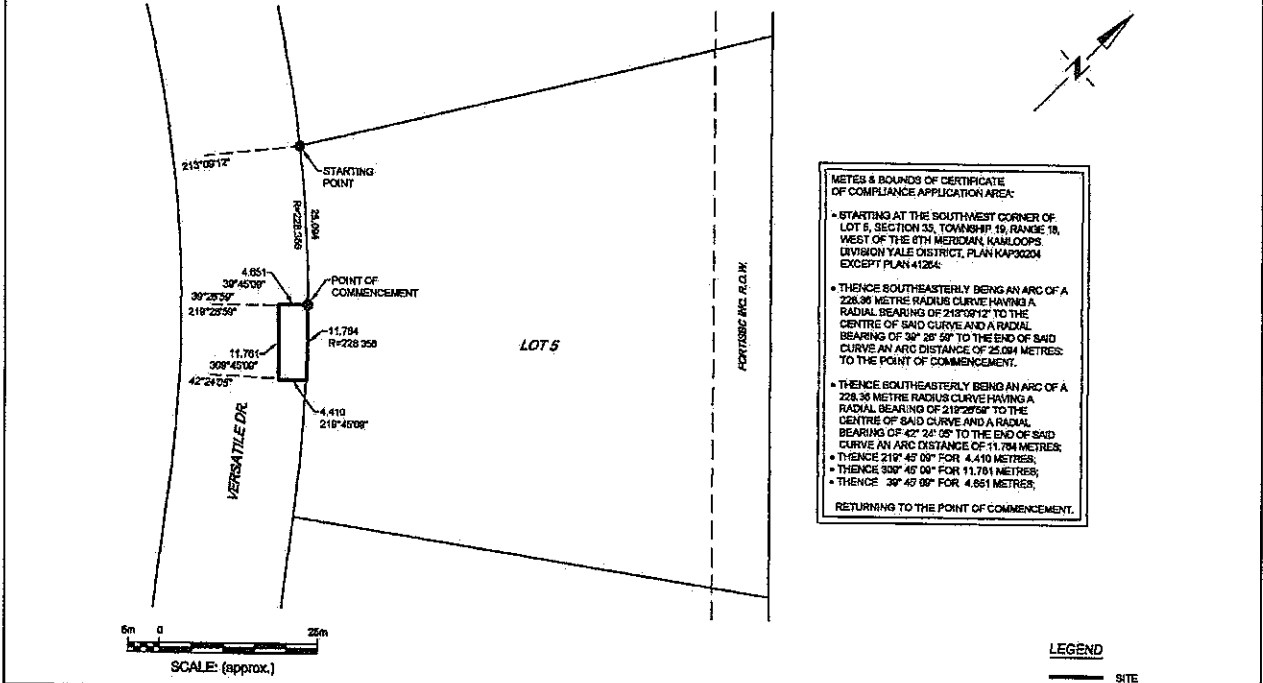 N
213°09'12"
STARTING
POINT
25.094
R=228.356
4.651
39°45'09"
POINT OF
COMMENCEMENT
39°26'59"
219°26'59"
11.784
R=228.356
11.761
309°45'09"
42°24'05"
4.410
219°45'09"
LOT 5
VERSATILE DR.
FORTISBC INC. R.O.W.
METES & BOUNDS OF CERTIFICATE
OF COMPLIANCE APPLICATION AREA:
• STARTING AT THE SOUTHWEST CORNER OF
LOT 5, SECTION 35, TOWNSHIP 19, RANGE 18,
WEST OF THE 6TH MERIDIAN, KAMLOOPS
DIVISION YALE DISTRICT, PLAN KAP30204
EXCEPT PLAN 41264;
• THENCE SOUTHEASTERLY BEING AN ARC OF A
228.36 METRE RADIUS CURVE HAVING A
RADIAL BEARING OF 213°09'12" TO THE
CENTRE OF SAID CURVE AND A RADIAL
BEARING OF 39° 26' 59" TO THE END OF SAID
CURVE AN ARC DISTANCE OF 25.094 METRES;
TO THE POINT OF COMMENCEMENT.
• THENCE SOUTHEASTERLY BEING AN ARC OF A
228.36 METRE RADIUS CURVE HAVING A
RADIAL BEARING OF 219°26'59" TO THE
CENTRE OF SAID CURVE AND A RADIAL
BEARING OF 42° 24' 05" TO THE END OF SAID
CURVE AN ARC DISTANCE OF 11.784 METRES;
• THENCE 219° 45' 09" FOR 4.410 METRES;
• THENCE 309° 45' 09" FOR 11.761 METRES;
• THENCE 39° 45' 09" FOR 4.651 METRES;
RETURNING TO THE POINT OF COMMENCEMENT.
5m 0 25m
SCALE: (approx.)
LEGEND
SITE